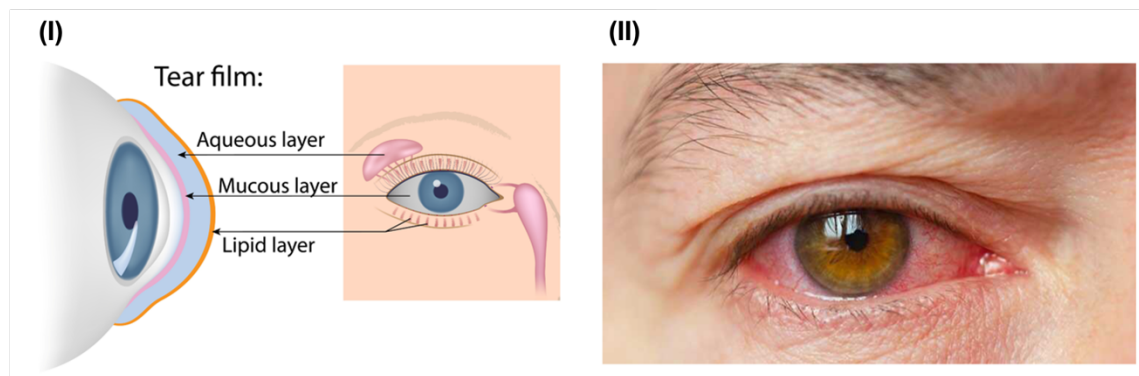 (I)
(II)
Tear film:
Aqueous layer
Mucous layer
Lipid layer